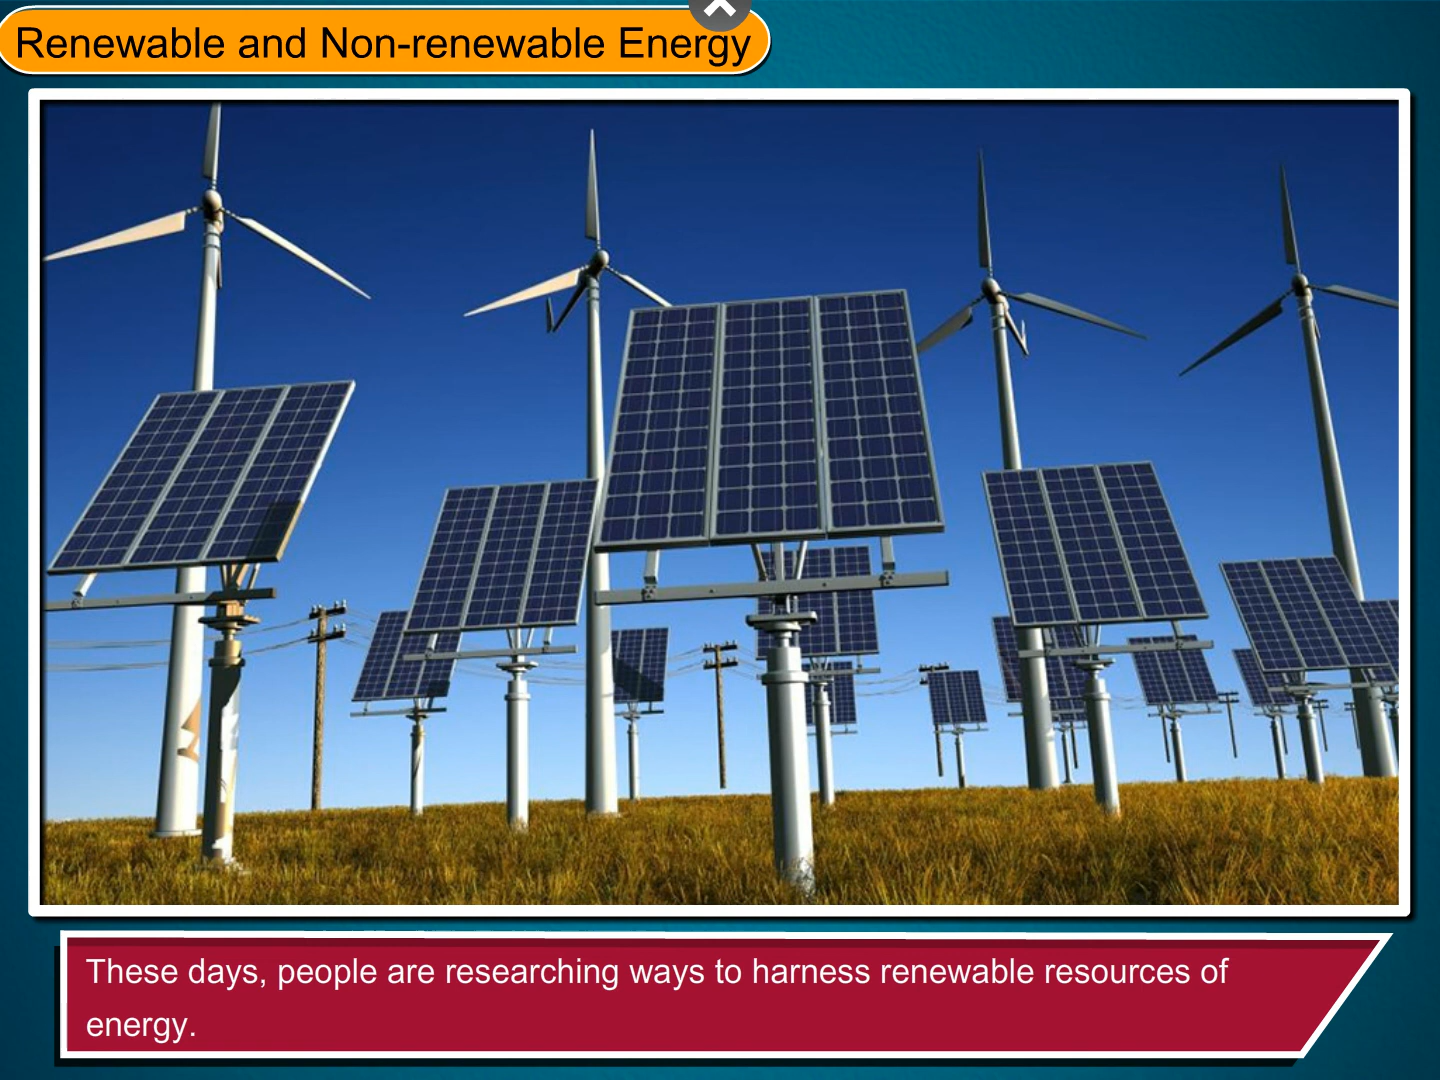 Renewable and Non-renewable Energy
These days, people are researching ways to harness renewable resources of
energy.